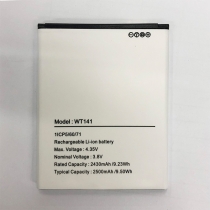 Model : WT141
1ICP5/60/71
Rechargeable Li-ion battery
Max. Voltage : 4.35V
Nominal Voltage : 3.8V
Rated Capacity : 2430mAh /9.23Wh
Typical Capacity : 2500mAh /9.50Wh